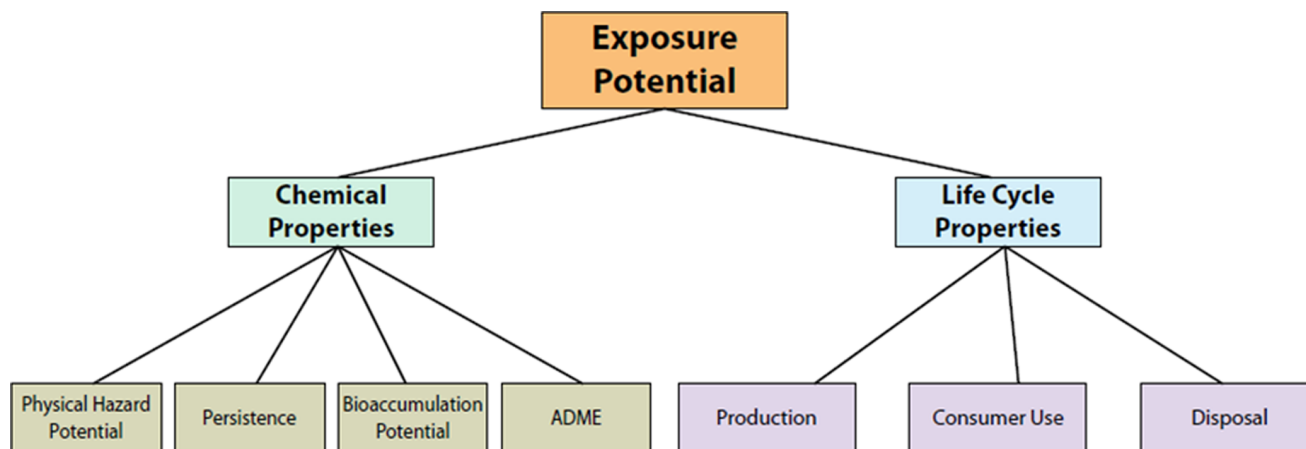 Exposure
Potential
Chemical
Properties
Life Cycle
Properties
Physical Hazard
Potential
Persistence
Bioaccumulation
Potential
ADME
Production
Consumer Use
Disposal